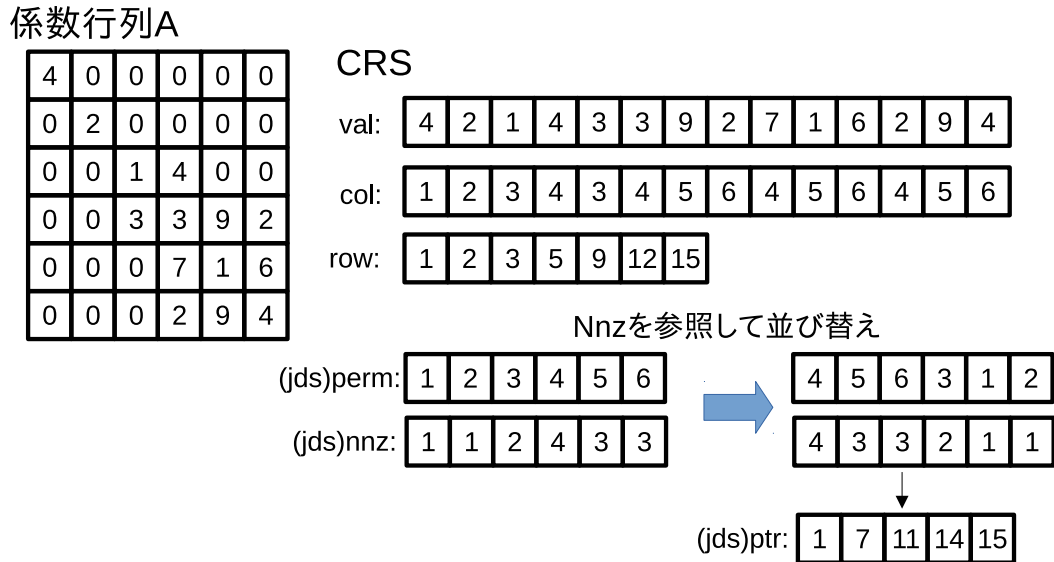 係数行列A
4 0 0 0 0 0
0 2 0 0 0 0
0 0 1 4 0 0
0 0 3 3 9 2
0 0 0 7 1 6
0 0 0 2 9 4
CRS
val: 4 2 1 4 3 3 9 2 7 1 6 2 9 4
col: 1 2 3 4 3 4 5 6 4 5 6 4 5 6
row: 1 2 3 5 9 12 15
Nnzを参照して並び替え
(jds)perm: 1 2 3 4 5 6 4 5 6 3 1 2
(jds)nnz: 1 1 2 4 3 3 4 3 3 2 1 1
(jds)ptr: 1 7 11 14 15